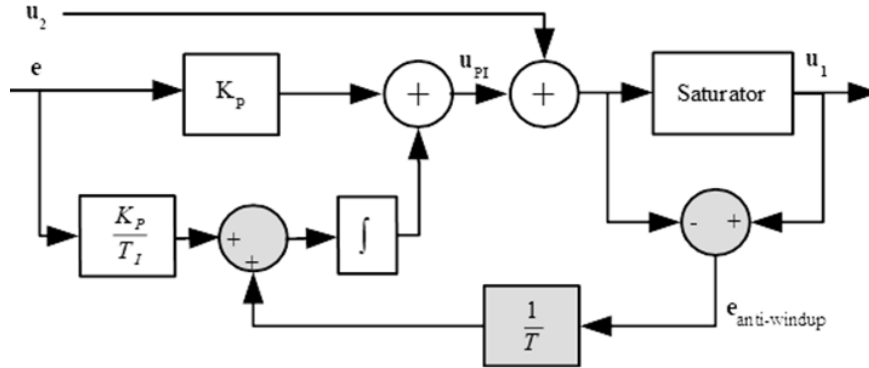 u2
e
Kp
+
uPI
+
Saturator
u1
KP
TI
+
+
∫
-
+
1
T
eanti-windup